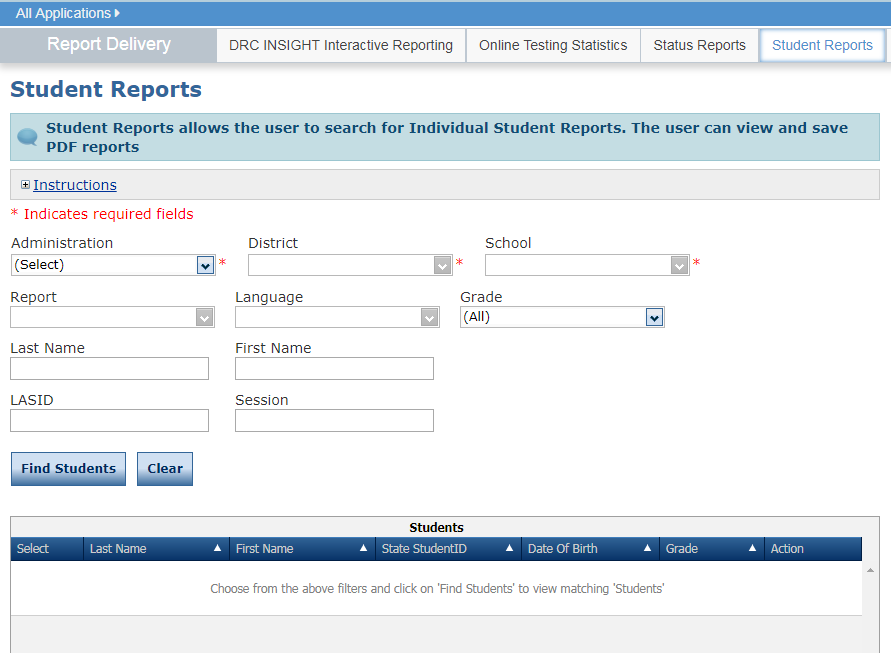 All Applications
Report Delivery
DRC INSIGHT Interactive Reporting
Online Testing Statistics
Status Reports
Student Reports
Student Reports
Student Reports allows the user to search for Individual Student Reports. The user can view and save
PDF reports
Instructions
* Indicates required fields
Administration
District
School
(Select)
*
*
*
Report
Language
Grade
(All)
Last Name
First Name
LASID
Session
Find Students
Clear
Students
Select
Last Name
First Name
State StudentID
Date Of Birth
Grade
Action
Choose from the above filters and click on 'Find Students' to view matching 'Students'